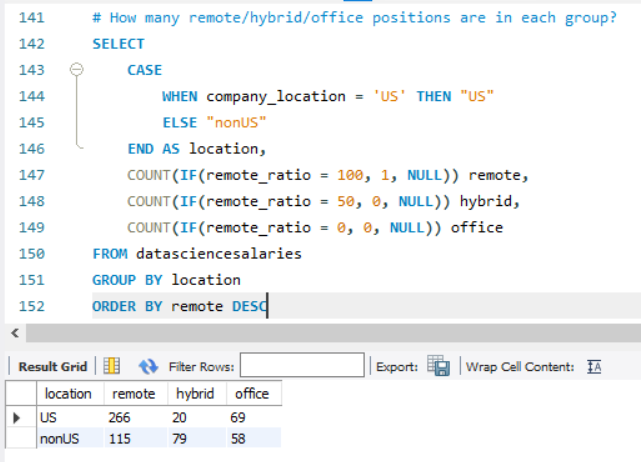 141 # How many remote/hybrid/office positions are in each group?
142 SELECT
143 CASE
144 WHEN company_location = 'US' THEN "US"
145 ELSE "nonUS"
146 END AS location,
147 COUNT(IF(remote_ratio = 100, 1, NULL)) remote,
148 COUNT(IF(remote_ratio = 50, 0, NULL)) hybrid,
149 COUNT(IF(remote_ratio = 0, 0, NULL)) office
150 FROM datasciencesalaries
151 GROUP BY location
152 ORDER BY remote DESC
Result Grid Filter Rows: Export: Wrap Cell Content: IA
location remote hybrid office
US 266 20 69
nonUS 115 79 58